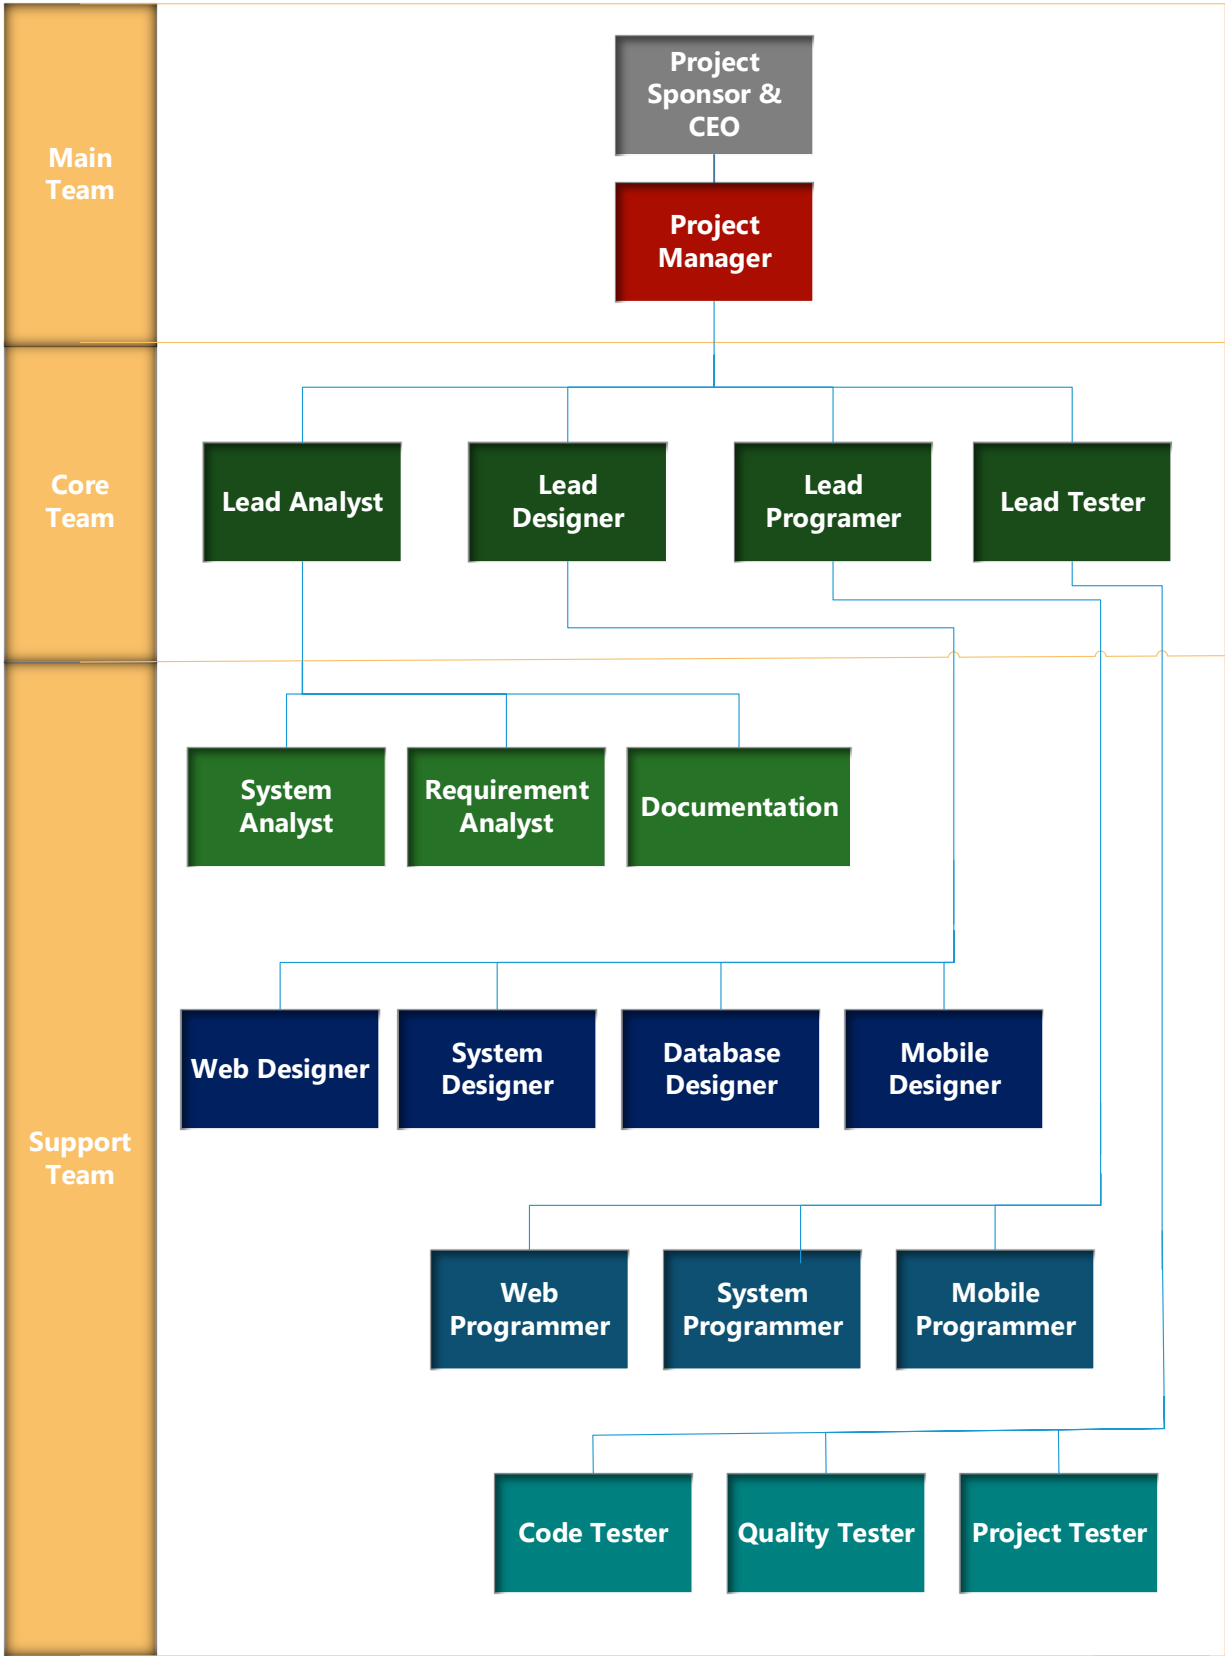 Main
Team
Project
Sponsor &
CEO
Project
Manager
Core
Team
Lead Analyst
Lead
Designer
Lead
Programer
Lead Tester
Support
Team
System
Analyst
Requirement
Analyst
Documentation
Web Designer
System
Designer
Database
Designer
Mobile
Designer
Web
Programmer
System
Programmer
Mobile
Programmer
Code Tester
Quality Tester
Project Tester